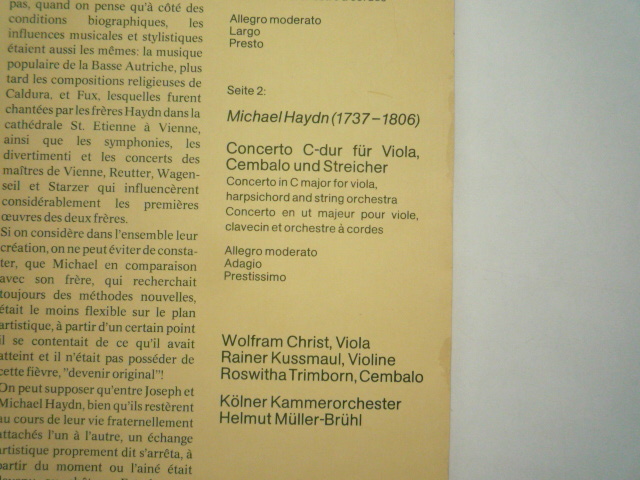 pas, quand on pense qu'à côté des
conditions biographiques, les
influences musicales et stylistiques
étaient aussi les mêmes: la musique
populaire de la Basse Autriche, plus
tard les compositions religieuses de
Caldura, et Fux, lesquelles furent
chantées par les frères Haydn dans la
cathédrale St. Etienne à Vienne,
ainsi que les symphonies, les
divertimenti et les concerts des
maîtres de Vienne, Reutter, Wagen-
seil et Starzer qui influencèrent
considérablement les premières
œuvres des deux frères.
Si on considère dans l'ensemble leur
création, on ne peut éviter de consta-
ter, que Michael en comparaison
avec son frère, qui recherchait
toujours des méthodes nouvelles,
était le moins flexible sur le plan
artistique, à partir d'un certain point
il se contentait de ce qu'il avait
atteint et il n'était pas posséder de
cette fièvre, "devenir original"!
On peut supposer qu'entre Joseph et
Michael Haydn, bien qu'ils restèrent
au cours de leur vie fraternellement
attachés l'un à l'autre, un échange
artistique proprement dit s'arrêta, à
partir du moment ou l'ainé était
Allegro moderato
Largo
Presto
Seite 2:
Michael Haydn (1737–1806)
Concerto C-dur für Viola,
Cembalo und Streicher
Concerto in C major for viola,
harpsichord and string orchestra
Concerto en ut majeur pour viole,
clavecin et orchestre à cordes
Allegro moderato
Adagio
Prestissimo
Wolfram Christ, Viola
Rainer Kussmaul, Violine
Roswitha Trimborn, Cembalo
Kölner Kammerorchester
Helmut Müller-Brühl